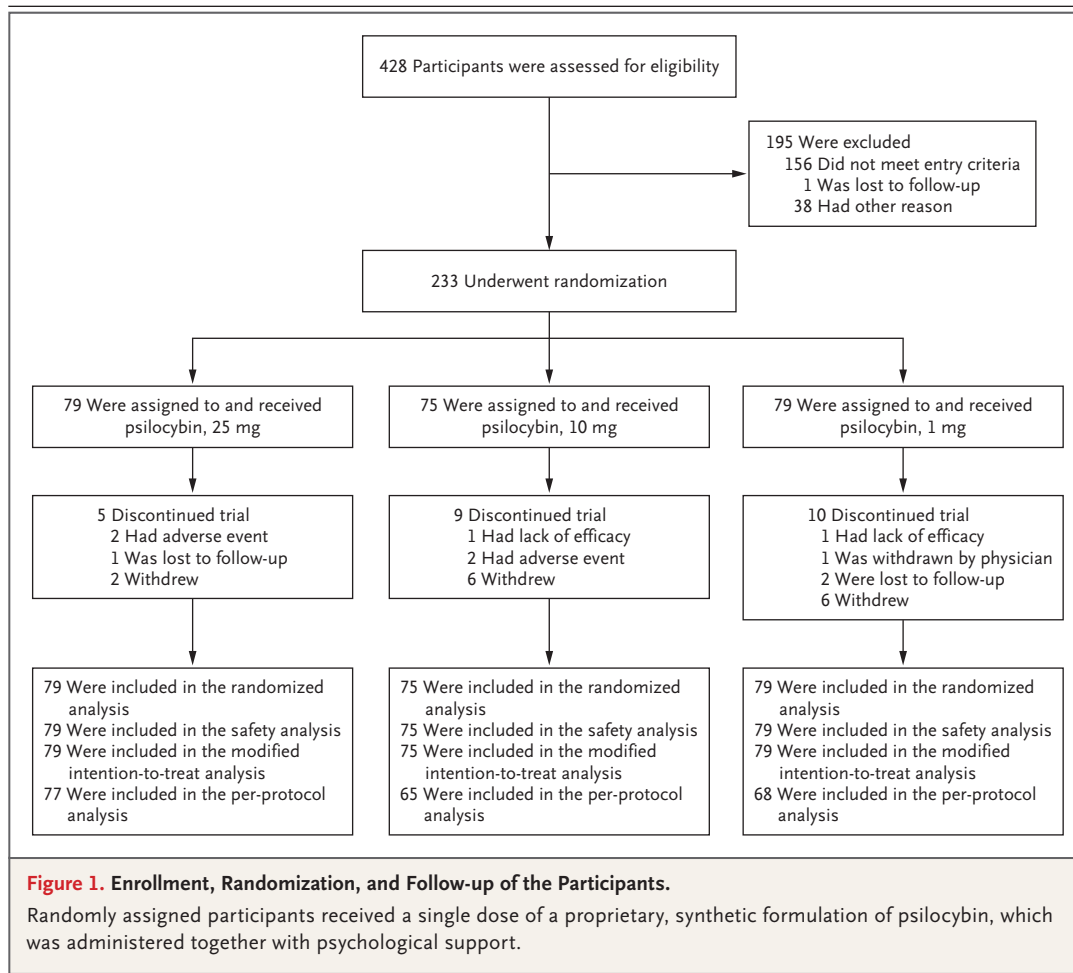 428 Participants were assessed for eligibility
195 Were excluded
156 Did not meet entry criteria
1 Was lost to follow-up
38 Had other reason
233 Underwent randomization
79 Were assigned to and received
psilocybin, 25 mg
75 Were assigned to and received
psilocybin, 10 mg
79 Were assigned to and received
psilocybin, 1 mg
5 Discontinued trial
2 Had adverse event
1 Was lost to follow-up
2 Withdrew
9 Discontinued trial
1 Had lack of efficacy
2 Had adverse event
6 Withdrew
10 Discontinued trial
1 Had lack of efficacy
1 Was withdrawn by physician
2 Were lost to follow-up
6 Withdrew
79 Were included in the randomized
analysis
79 Were included in the safety analysis
79 Were included in the modified
intention-to-treat analysis
77 Were included in the per-protocol
analysis
75 Were included in the randomized
analysis
75 Were included in the safety analysis
75 Were included in the modified
intention-to-treat analysis
65 Were included in the per-protocol
analysis
79 Were included in the randomized
analysis
79 Were included in the safety analysis
79 Were included in the modified
intention-to-treat analysis
68 Were included in the per-protocol
analysis
Figure 1. Enrollment, Randomization, and Follow-up of the Participants.
Randomly assigned participants received a single dose of a proprietary, synthetic formulation of psilocybin, which
was administered together with psychological support.